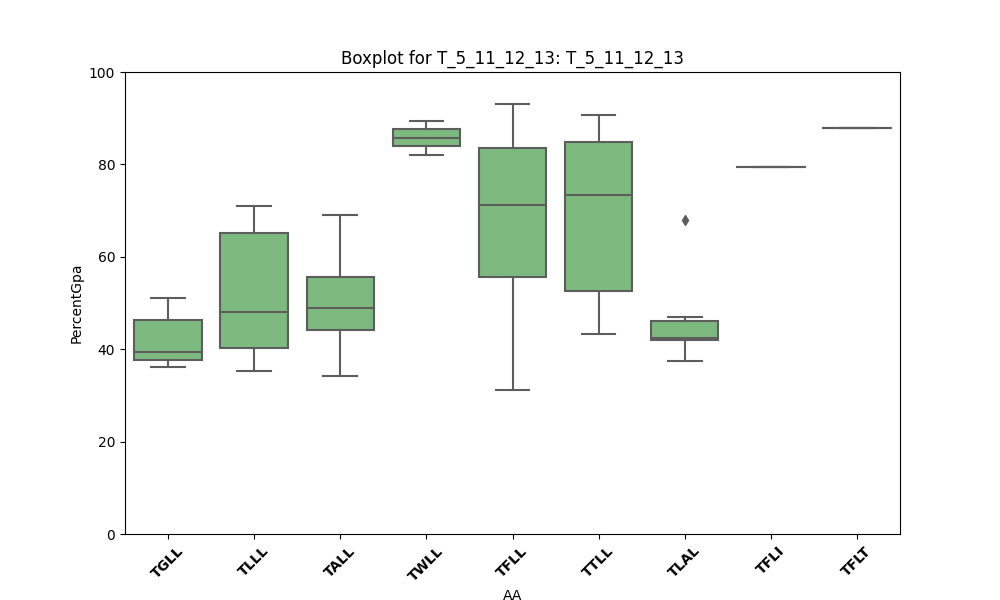 Boxplot for T_5_11_12_13: T_5_11_12_13
PercentGpa
100
80
60
40
20
0
TGLL TLLL TALL TWLL TFLL TTLL TLAL TFLI TFLT
AA